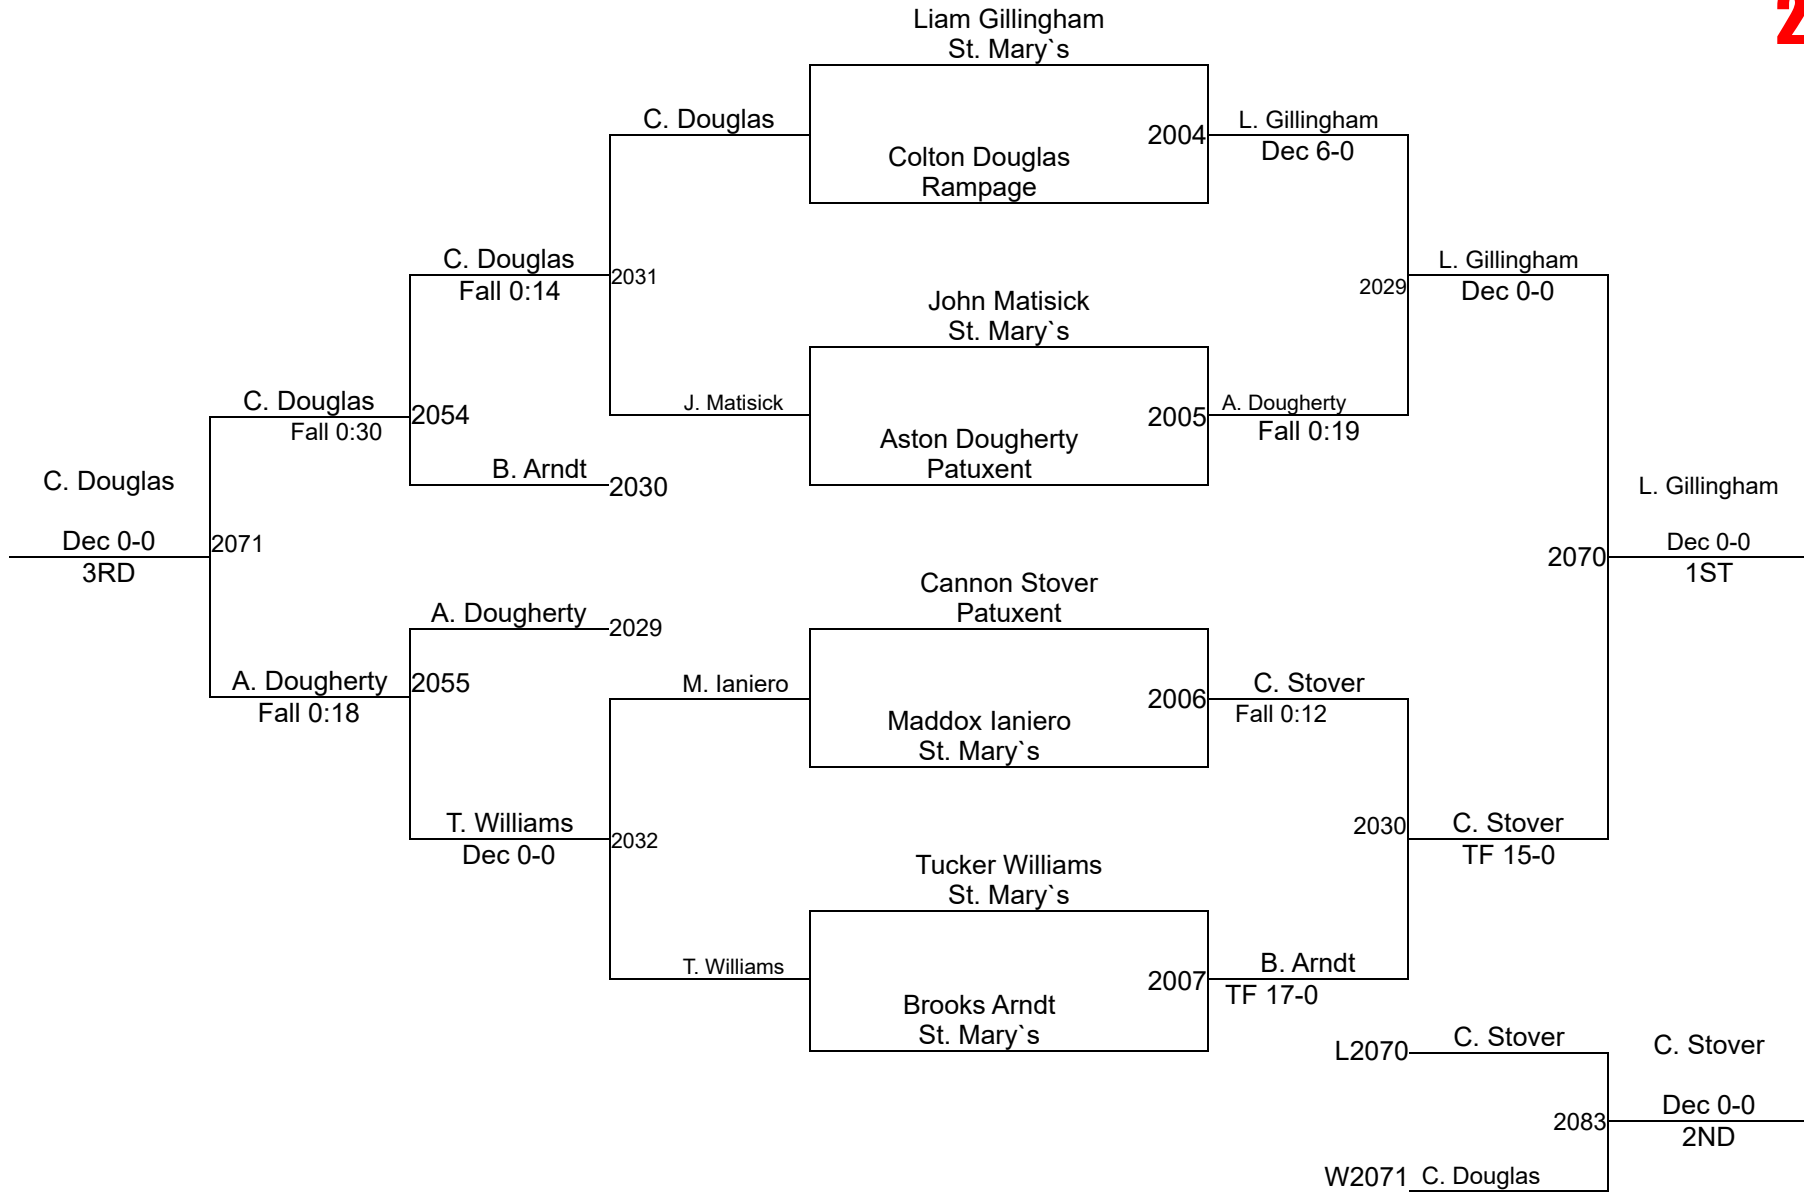 2
Liam Gillingham
St. Mary`s
C. Douglas
2004
L. Gillingham
Dec 6-0
Colton Douglas
Rampage
C. Douglas
Fall 0:14
2031
L. Gillingham
Dec 0-0
2029
John Matisick
St. Mary`s
C. Douglas
Fall 0:30
2054
J. Matisick
2005
A. Dougherty
Fall 0:19
Aston Dougherty
Patuxent
B. Arndt
2030
C. Douglas
Dec 0-0
3RD
2071
L. Gillingham
Dec 0-0
1ST
2070
Cannon Stover
Patuxent
A. Dougherty
2029
A. Dougherty
Fall 0:18
2055
M. Ianiero
2006
C. Stover
Fall 0:12
Maddox Ianiero
St. Mary`s
T. Williams
Dec 0-0
2032
2030
C. Stover
TF 15-0
Tucker Williams
St. Mary`s
T. Williams
2007
B. Arndt
TF 17-0
Brooks Arndt
St. Mary`s
L2070
C. Stover
C. Stover
Dec 0-0
2ND
2083
W2071
C. Douglas